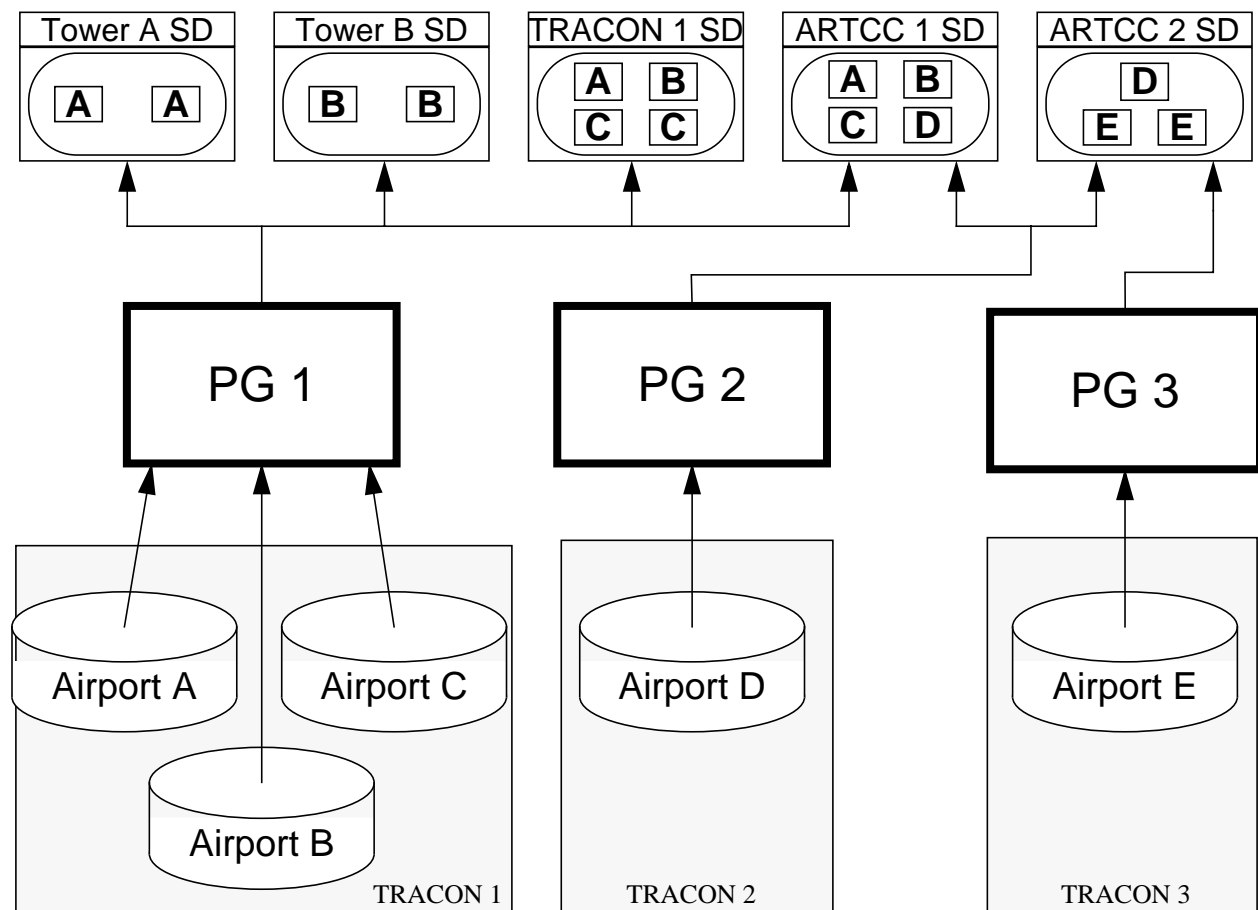 Tower A SD
A A
Tower B SD
B B
TRACON 1 SD
A B
C C
ARTCC 1 SD
A B
C D
ARTCC 2 SD
D
E E
PG 1
PG 2
PG 3
Airport A
Airport C
Airport B
TRACON 1
Airport D
TRACON 2
Airport E
TRACON 3